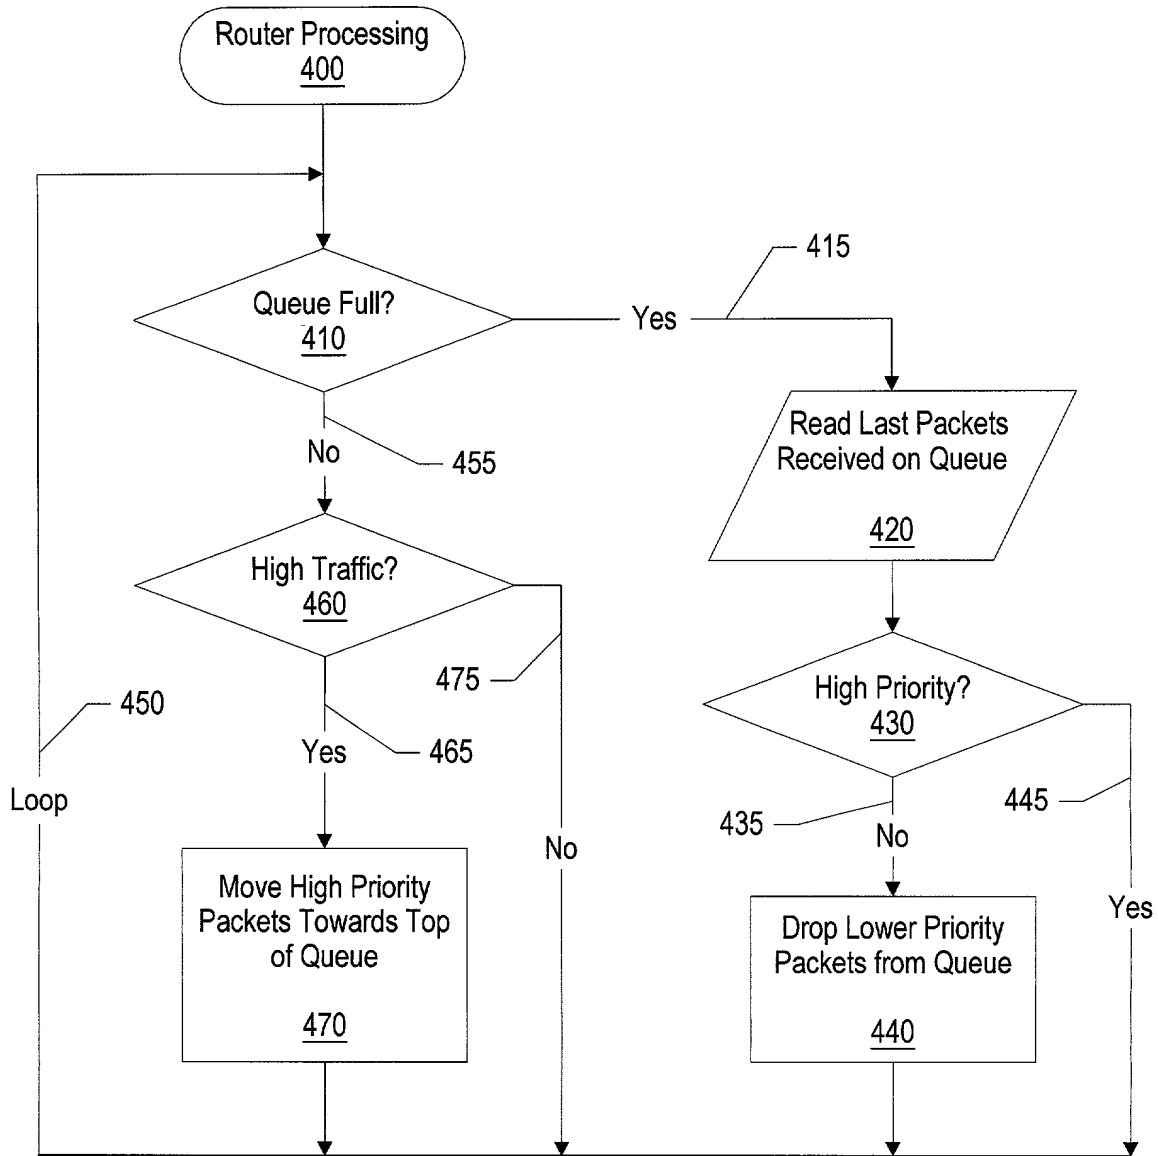 Router Processing
400
415
Queue Full?
410
Yes
Read Last Packets
Received on Queue
420
No
455
High Traffic?
460
475
High Priority?
430
450
Yes
465
Loop
435
445
No
No
Move High Priority
Packets Towards Top
of Queue
470
Yes
Drop Lower Priority
Packets from Queue
440